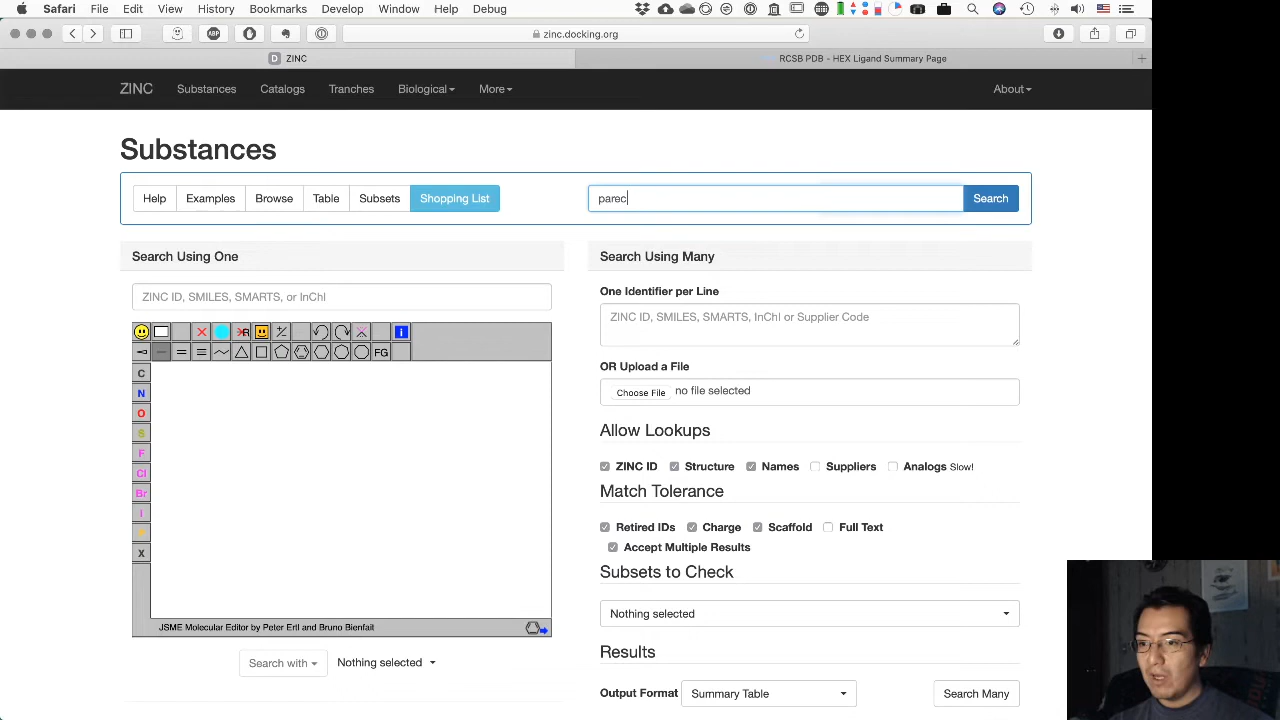 Safari File Edit View History Bookmarks Develop Window Help Debug
ABP
zinc.docking.org
D ZINC
RCSB PDB - HEX Ligand Summary Page
ZINC Substances Catalogs Tranches Biological More About
Substances
Help Examples Browse Table Subsets Shopping List
parec
Search
Search Using One
Search Using Many
ZINC ID, SMILES, SMARTS, or InChI
One Identifier per Line
ZINC ID, SMILES, SMARTS, InChI or Supplier Code
R +/- i
FG
C
N
O
S
F
Cl
Br
I
X
JSME Molecular Editor by Peter Ertl and Bruno Bienfait
Search with Nothing selected
OR Upload a File
Choose File no file selected
Allow Lookups
ZINC ID Structure Names Suppliers Analogs Slow!
Match Tolerance
Retired IDs Charge Scaffold Full Text
Accept Multiple Results
Subsets to Check
Nothing selected
Results
Output Format Summary Table Search Many